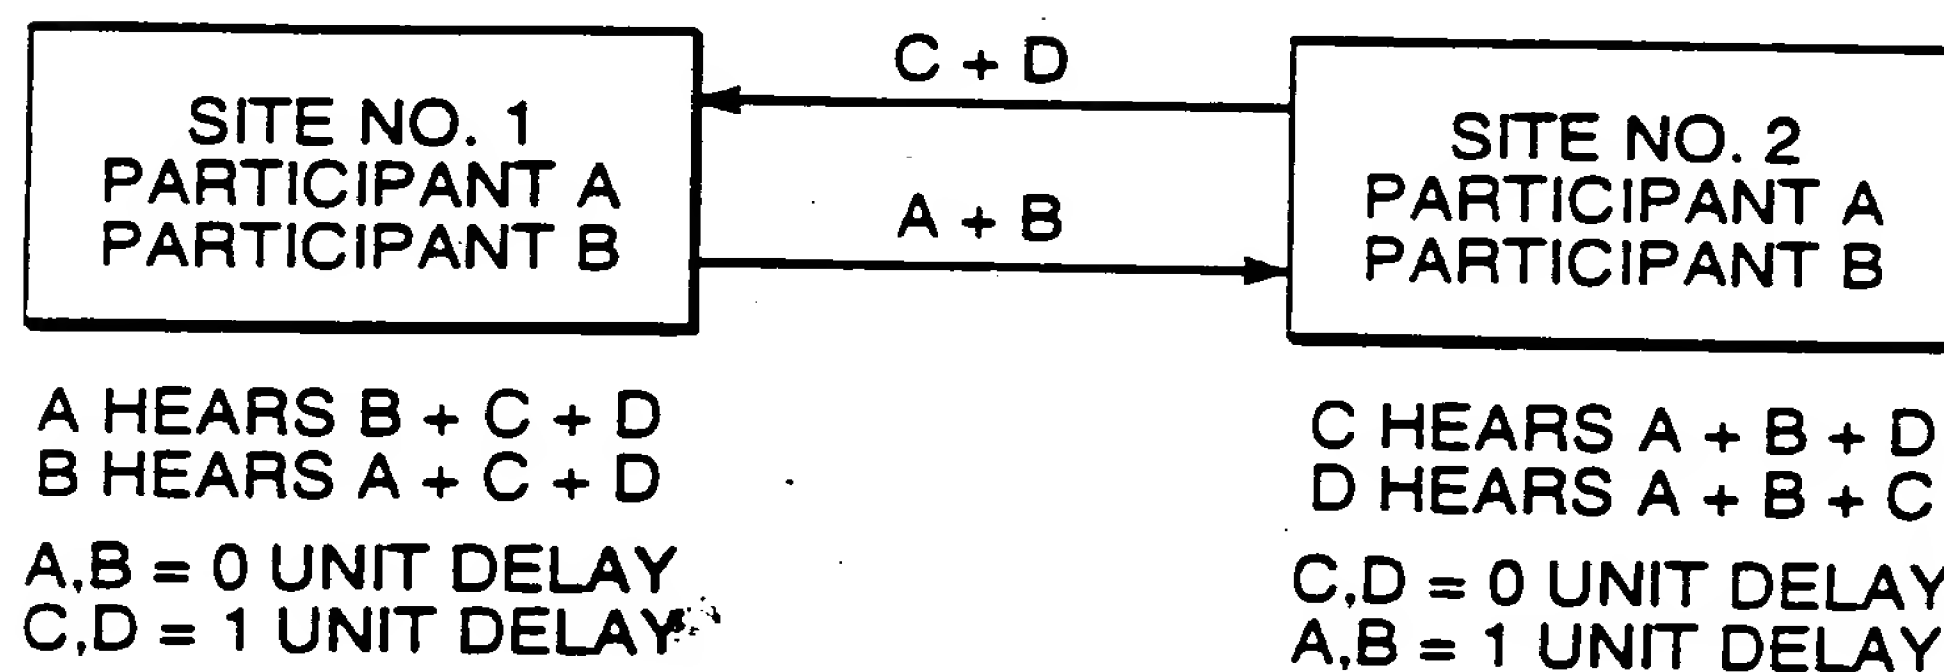 SITE NO. 1
PARTICIPANT A
PARTICIPANT B
C + D
A + B
SITE NO. 2
PARTICIPANT A
PARTICIPANT B
A HEARS B + C + D
B HEARS A + C + D
A,B = 0 UNIT DELAY
C,D = 1 UNIT DELAY
C HEARS A + B + D
D HEARS A + B + C
C,D = 0 UNIT DELAY
A,B = 1 UNIT DELAY